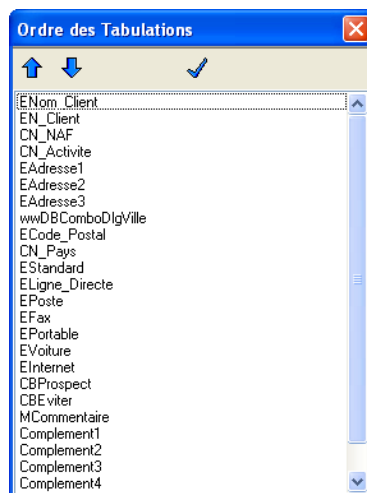 Ordre des Tabulations
ENom_Client
EN_Client
CN_NAF
CN_Activite
EAdresse1
EAdresse2
EAdresse3
wwDBComboDlgVille
ECode_Postal
CN_Pays
EStandard
ELigne_Directe
EPoste
EFax
EPortable
EVoiture
EInternet
CBProspect
CBEviter
MCommentaire
Complement1
Complement2
Complement3
Complement4